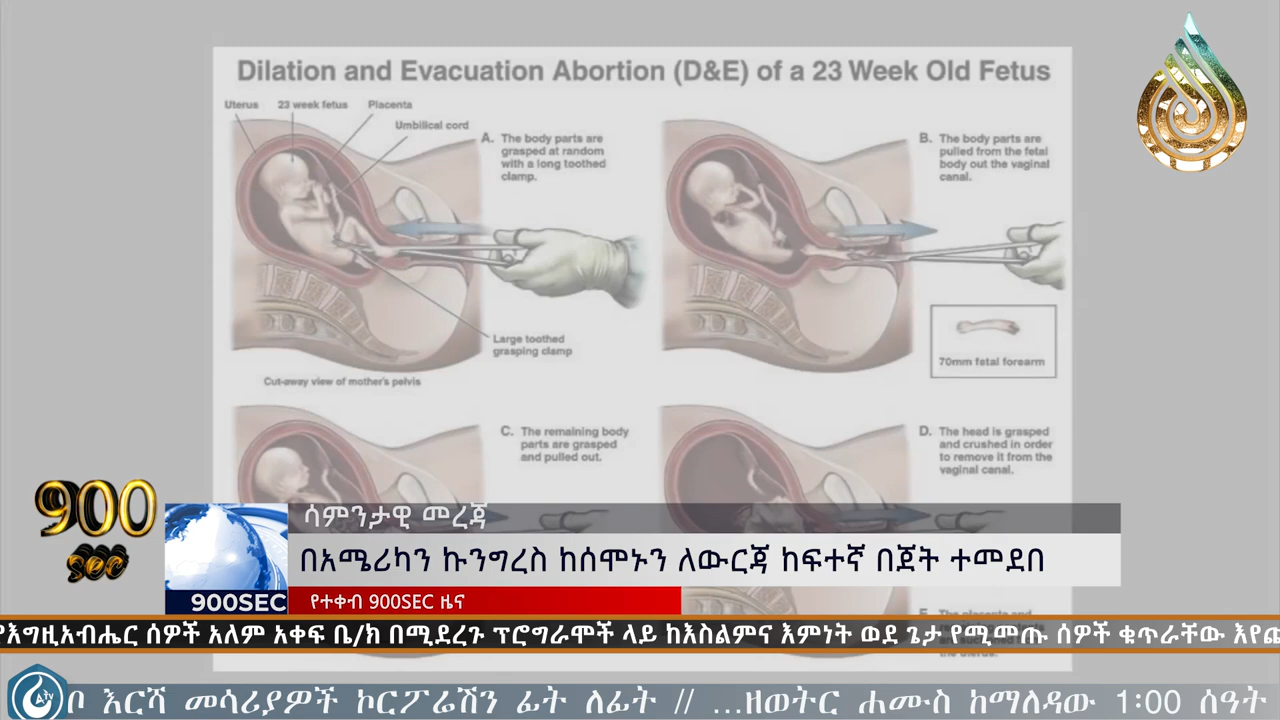 Dilation and Evacuation Abortion (D&E) of a 23 Week Old Fetus
Uterus
23 week fetus
Placenta
Umbilical cord
A. The body parts are
grasped at random
with a long toothed
clamp.
B. The body parts are
pulled from the fetal
body out the vaginal
canal.
Large toothed
grasping clamp
70mm fetal forearm
Cut-away view of mother's pelvis
C. The remaining body
parts are grasped
and pulled out.
D. The head is grasped
and crushed in order
to remove it from the
vaginal canal.
900
SEC
ሳምንታዊ መረጃ
በአሜሪካን ኩንግረስ ከሰሞኑን ለውርጃ ከፍተኛ በጀት ተመደበ
900SEC
የተቀብ 900SEC ዜና
E. The placenta and
የእግዚአብሔር ሰዎች አለም አቀፍ ቤ/ክ በሚደረጉ ፕሮግራሞች ላይ ከእስልምና እምነት ወደ ጌታ የሚመጡ ሰዎች ቁጥራቸው እየጨ
ቦ እርሻ መሳሪያዎች ኮርፖሬሽን ፊት ለፊት // ...ዘወትር ሐሙስ ከማለዳው 1፡00 ሰዓት